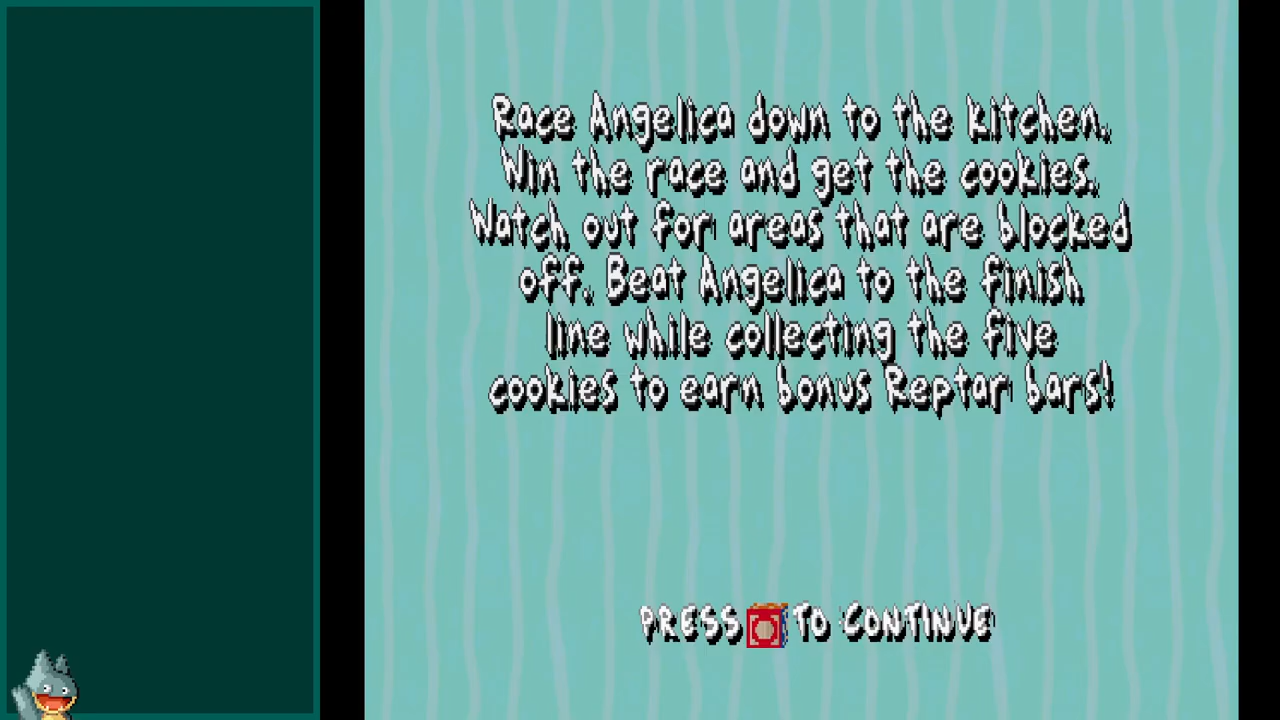 Race Angelica down to the kitchen.
Win the race and get the cookies.
Watch out for areas that are blocked
off. Beat Angelica to the finish
line while collecting the five
cookies to earn bonus Reptar bars!
PRESS TO CONTINUE